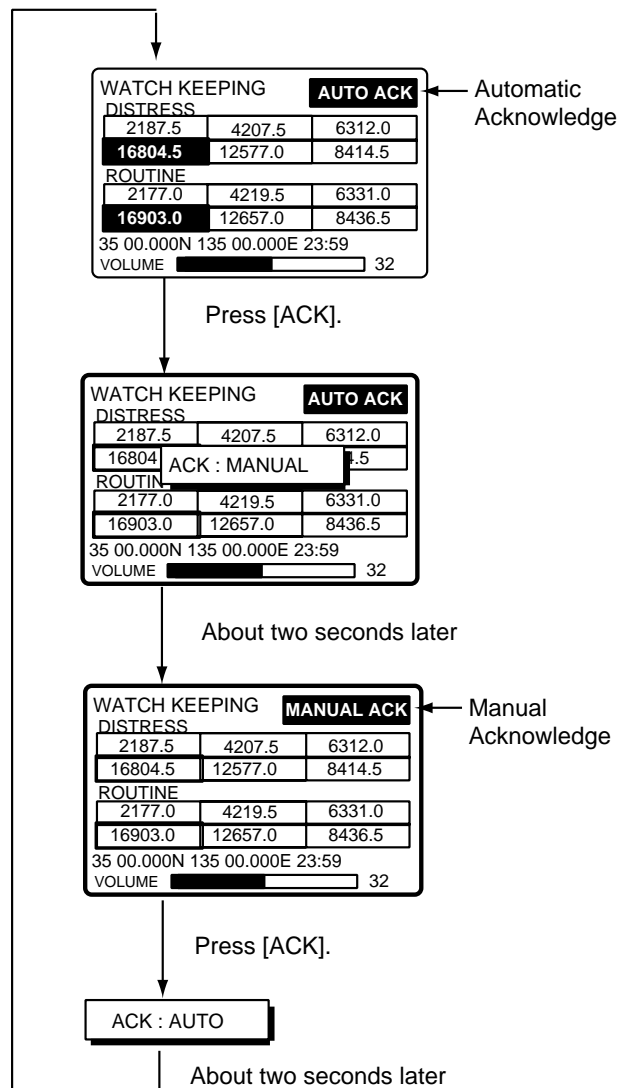 WATCH KEEPING AUTO ACK
Automatic
Acknowledge
DISTRESS
2187.5 4207.5 6312.0
16804.5 12577.0 8414.5
ROUTINE
2177.0 4219.5 6331.0
16903.0 12657.0 8436.5
35 00.000N 135 00.000E 23:59
VOLUME 32
Press [ACK].
WATCH KEEPING AUTO ACK
DISTRESS
2187.5 4207.5 6312.0
16804 ACK : MANUAL .5
ROUTIN
2177.0 4219.5 6331.0
16903.0 12657.0 8436.5
35 00.000N 135 00.000E 23:59
VOLUME 32
About two seconds later
WATCH KEEPING MANUAL ACK
Manual
Acknowledge
DISTRESS
2187.5 4207.5 6312.0
16804.5 12577.0 8414.5
ROUTINE
2177.0 4219.5 6331.0
16903.0 12657.0 8436.5
35 00.000N 135 00.000E 23:59
VOLUME 32
Press [ACK].
ACK : AUTO
About two seconds later